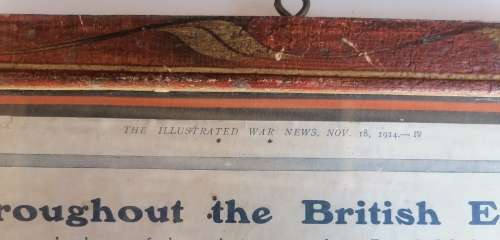 THE ILLUSTRATED WAR NEWS, NOV. 18, 1914.— IV
roughout the British E